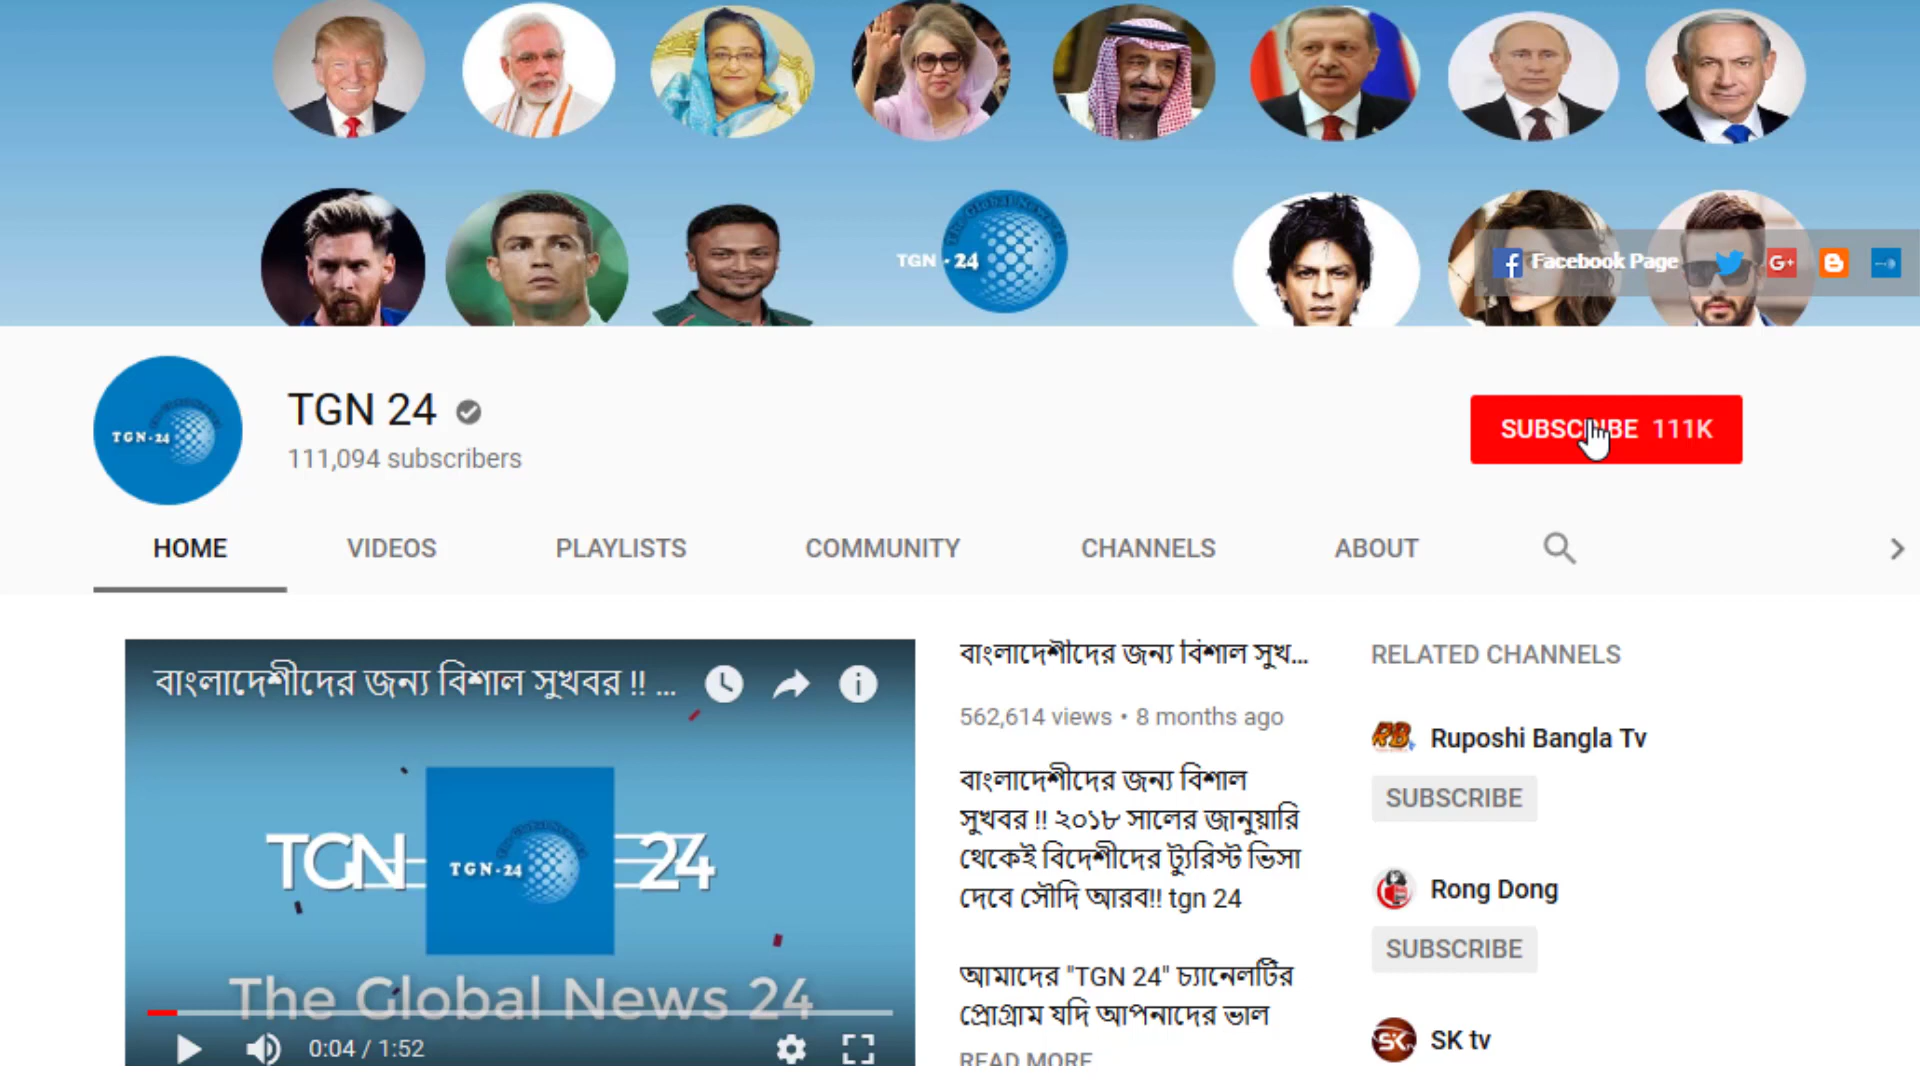 TGN - 24
Facebook Page
G+
TGN-24
TGN 24
111,094 subscribers
SUBSCRIBE 111K
HOME
VIDEOS
PLAYLISTS
COMMUNITY
CHANNELS
ABOUT
বাংলাদেশীদের জন্য বিশাল সুখবর !! ...
TGN
TGN-24
24
The Global News 24
0:04 / 1:52
বাংলাদেশীদের জন্য বিশাল সুখ...
562,614 views • 8 months ago
বাংলাদেশীদের জন্য বিশাল
সুখবর !! ২০১৮ সালের জানুয়ারি
থেকেই বিদেশীদের ট্যুরিস্ট ভিসা
দেবে সৌদি আরব!! tgn 24
আমাদের "TGN 24" চ্যানেলটির
প্রোগ্রাম যদি আপনাদের ভাল
READ MORE
RELATED CHANNELS
Ruposhi Bangla Tv
SUBSCRIBE
Rong Dong
SUBSCRIBE
SK tv